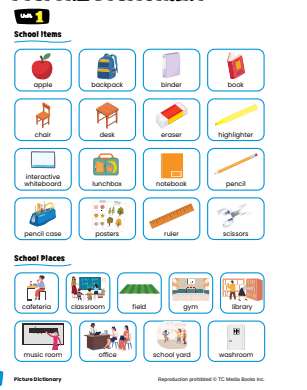 Unit 1
School Items
apple
backpack
binder
book
chair
desk
eraser
highlighter
interactive
whiteboard
lunchbox
notebook
pencil
pencil case
posters
ruler
scissors
School Places
cafeteria
classroom
field
gym
library
music room
office
school yard
washroom
Picture Dictionary
Reproduction prohibited © TC Media Books Inc.